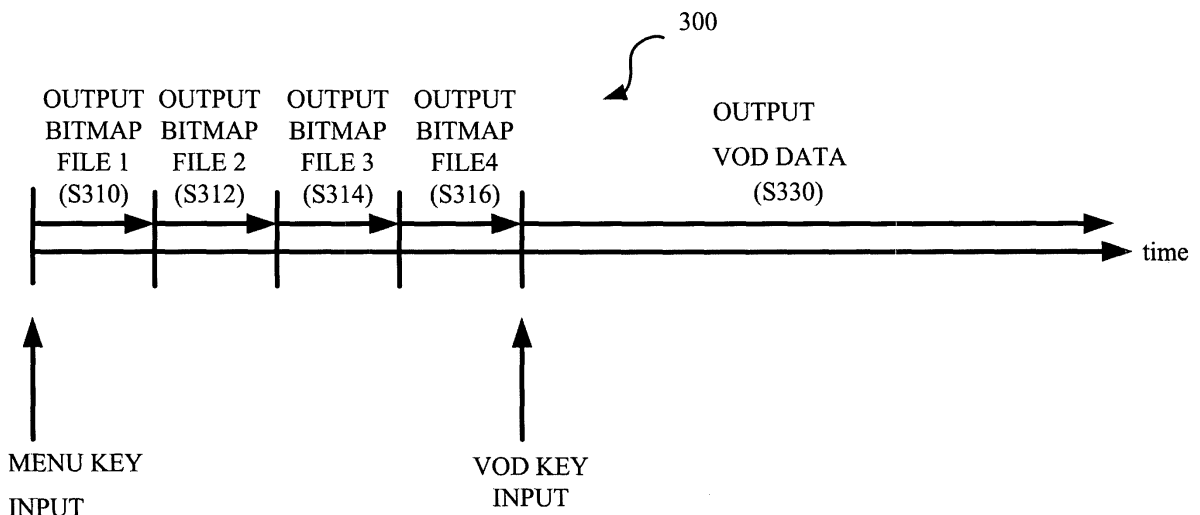 300
OUTPUT
BITMAP
FILE 1
(S310)
OUTPUT
BITMAP
FILE 2
(S312)
OUTPUT
BITMAP
FILE 3
(S314)
OUTPUT
BITMAP
FILE4
(S316)
OUTPUT
VOD DATA
(S330)
time
MENU KEY
INPUT
VOD KEY
INPUT